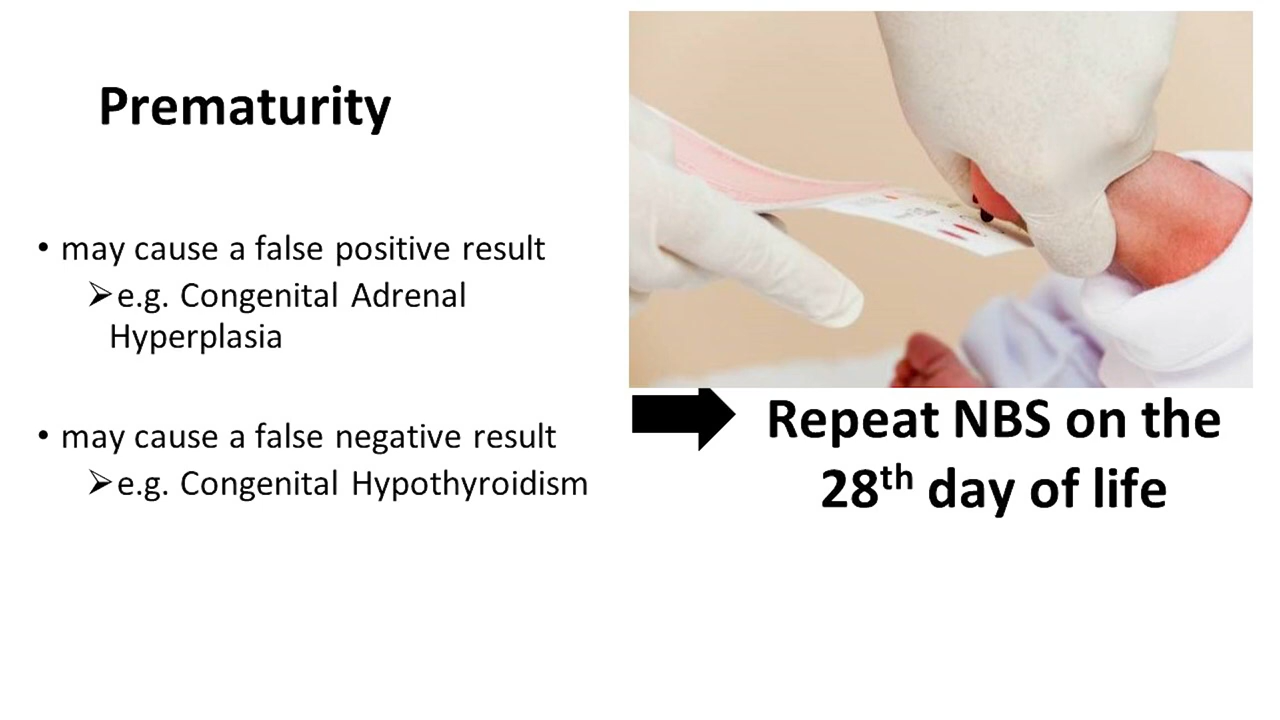 Prematurity
• may cause a false positive result
➢e.g. Congenital Adrenal
Hyperplasia
• may cause a false negative result
➢e.g. Congenital Hypothyroidism
Repeat NBS on the
28th day of life